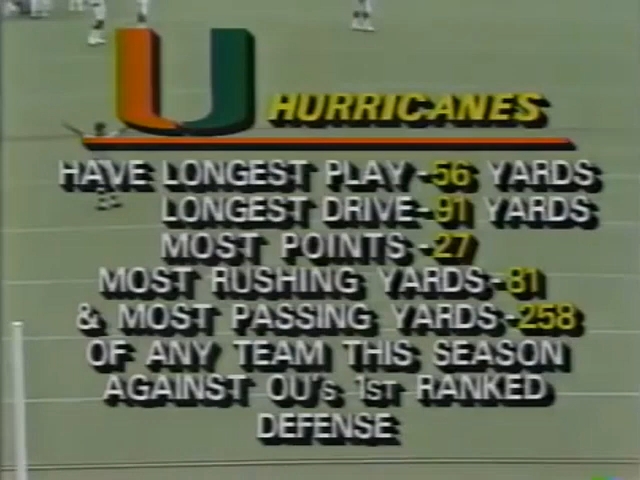 U HURRICANES
HAVE LONGEST PLAY-56 YARDS
LONGEST DRIVE-91 YARDS
MOST POINTS-27
MOST RUSHING YARDS-81
& MOST PASSING YARDS-258
OF ANY TEAM THIS SEASON
AGAINST OU's 1ST RANKED
DEFENSE